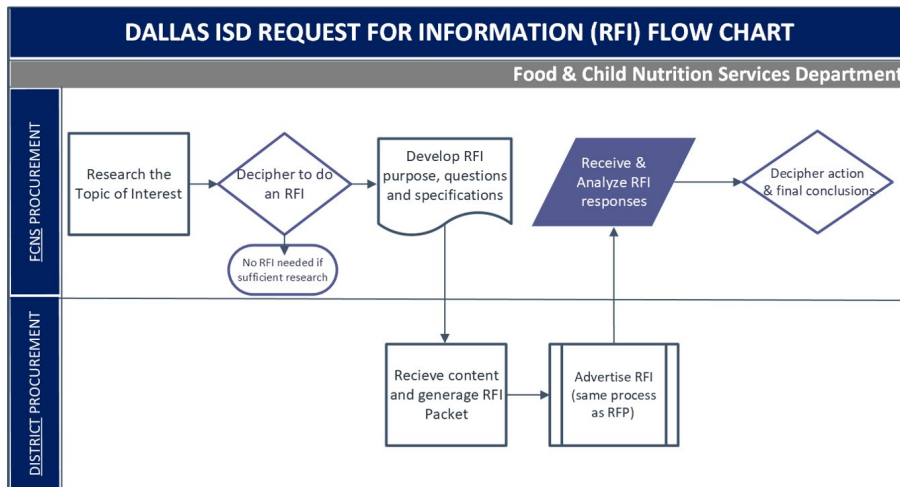 DALLAS ISD REQUEST FOR INFORMATION (RFI) FLOW CHART
Food & Child Nutrition Services Department
FCNS PROCUREMENT
Research the
Topic of Interest
Decipher to do
an RFI
No RFI needed if
sufficient research
Develop RFI
purpose, questions
and specifications
Receive &
Analyze RFI
responses
Decipher action
& final conclusions
DISTRICT PROCUREMENT
Recieve content
and generage RFI
Packet
Advertise RFI
(same process
as RFP)